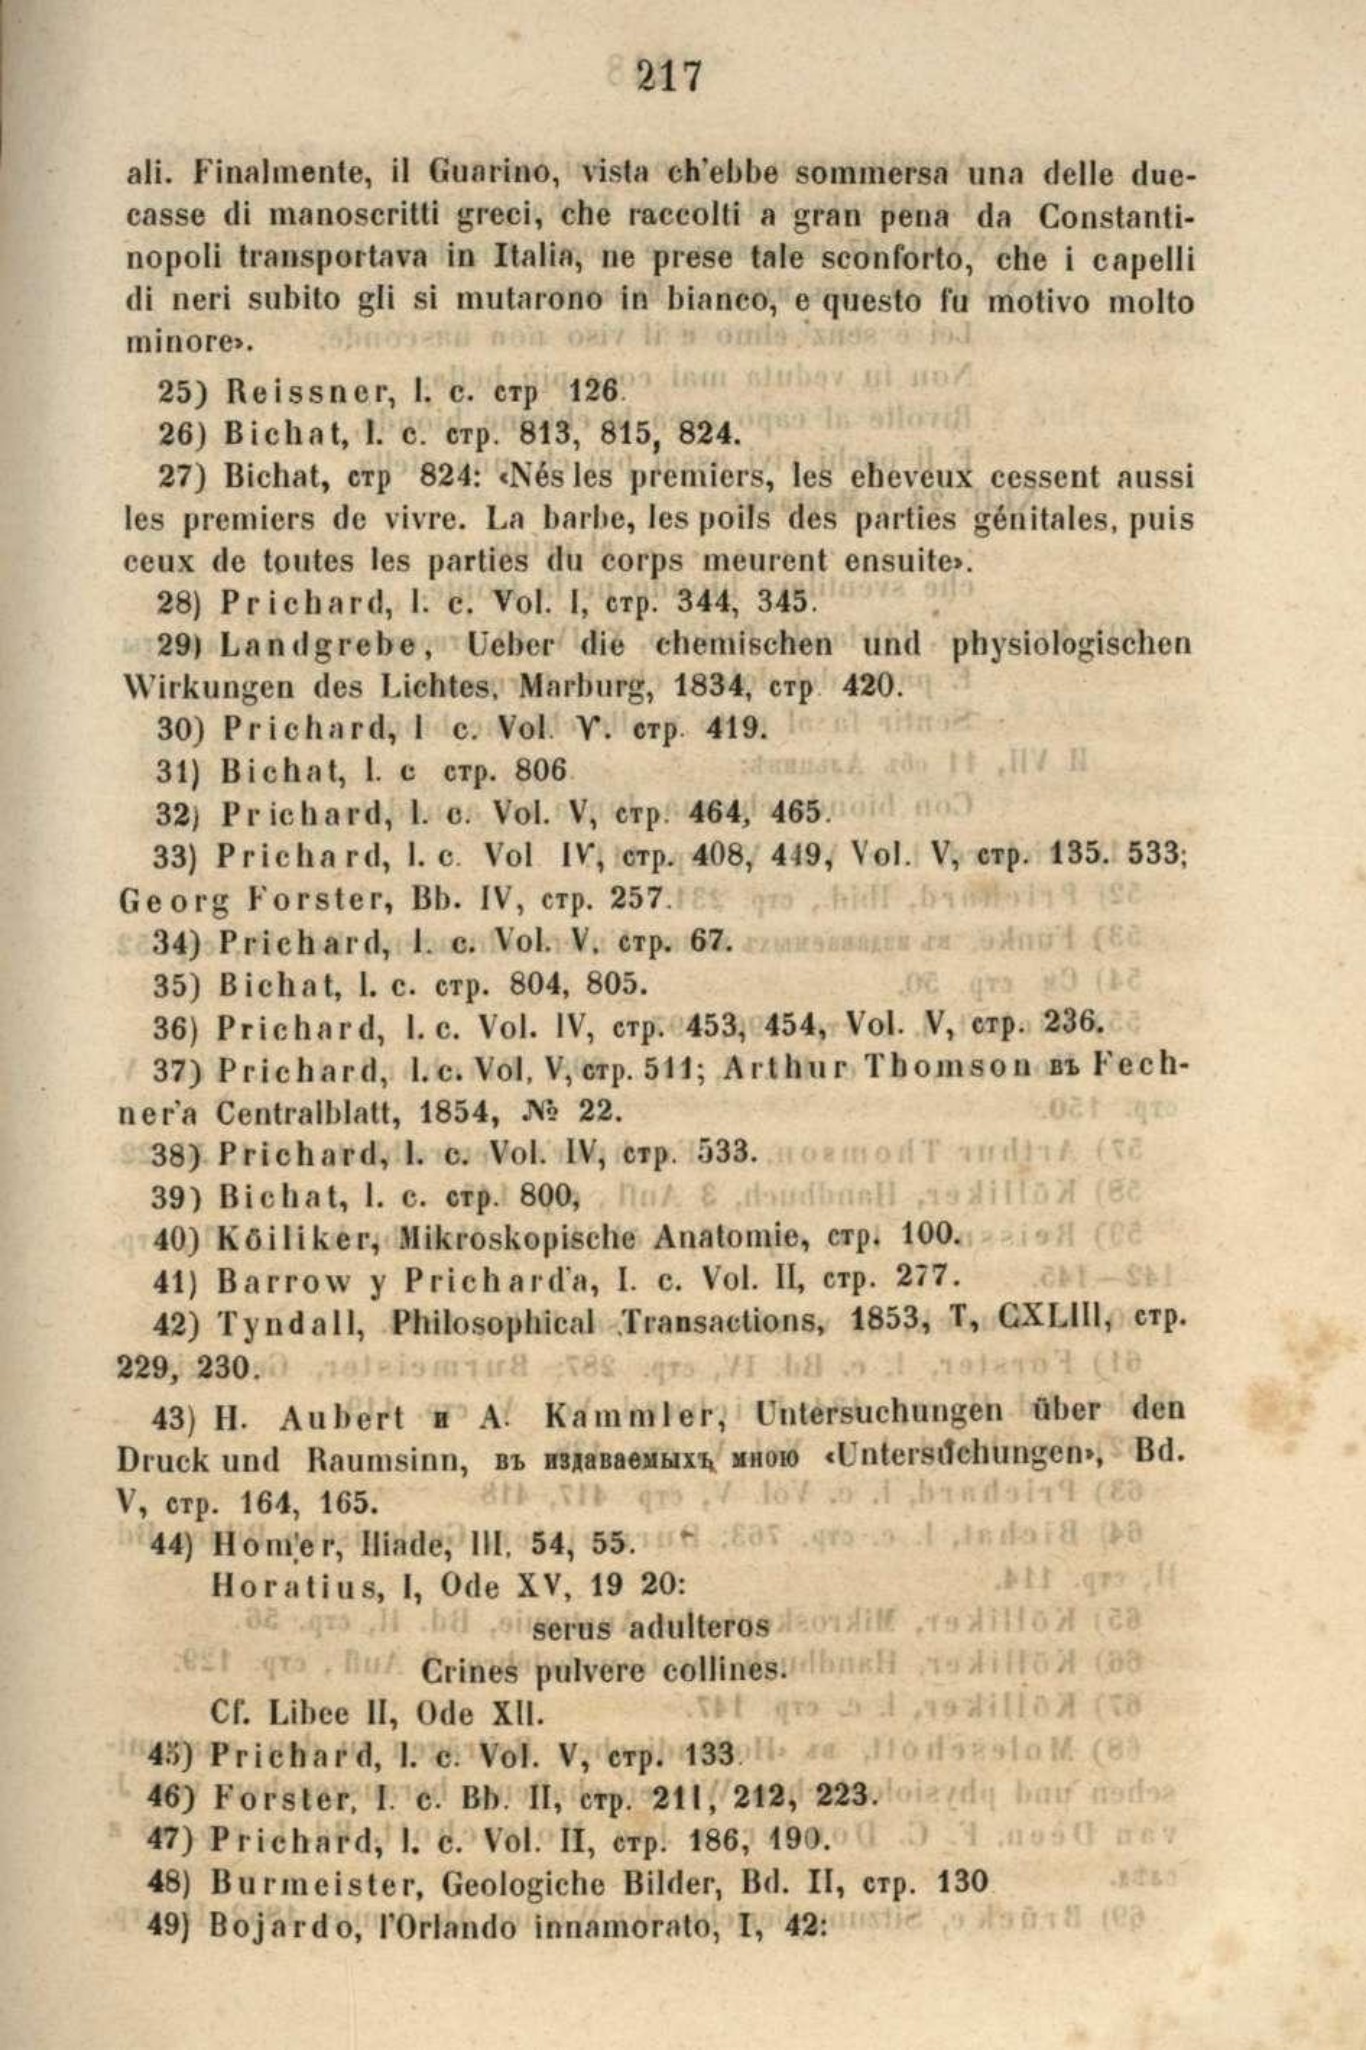 217
ali. Finalmente, il Guarino, vista ch'ebbe sommersa una delle due-
casse di manoscritti greci, che raccolti a gran pena da Constanti-
nopoli transportava in Italia, ne prese tale sconforto, che i capelli
di neri subito gli si mutarono in bianco, e questo fu motivo molto
minore».
25) Reissner, l. c. стр 126.
26) Bichat, l. c. стр. 813, 815, 824.
27) Bichat, стр 824: «Nés les premiers, les eheveux cessent aussi
les premiers de vivre. La barbe, les poils des parties génitales, puis
ceux de toutes les parties du corps meurent ensuite».
28) Prichard, l. c. Vol. I, стр. 344, 345.
29) Landgrebe, Ueber die chemischen und physiologischen
Wirkungen des Lichtes, Marburg, 1834, стр 420.
30) Prichard, l c. Vol. V. стр. 419.
31) Bichat, l. c стр. 806
32) Prichard, l. c. Vol. V, стр. 464, 465.
33) Prichard, l. c. Vol IV, стр. 408, 449, Vol. V, стр. 135. 533;
Georg Forster, Bb. IV, стр. 257.
34) Prichard, l. c. Vol. V. стр. 67.
35) Bichat, l. c. стр. 804, 805.
36) Prichard, l. c. Vol. IV, стр. 453, 454, Vol. V, стр. 236.
37) Prichard, l. c. Vol, V, стр. 511; Arthur Thomson въ Fech-
ner'a Centralblatt, 1854, № 22.
38) Prichard, l. c. Vol. IV, стр. 533.
39) Bichat, l. c. стр. 800,
40) Köiliker, Mikroskopische Anatomie, стр. 100.
41) Barrow у Prichard'a, I. c. Vol. II, стр. 277.
42) Tyndall, Philosophical Transactions, 1853, T, CXLIII, стр.
229, 230.
43) H. Aubert и A. Kammler, Untersuchungen über den
Druck und Raumsinn, въ издаваемыхъ мною «Untersuchungen», Bd.
V, стр. 164, 165.
44) Homer, Iliade, III, 54, 55.
Horatius, I, Ode XV, 19 20:
serus adulteros
Crines pulvere collines.
Cf. Libee II, Ode XII.
45) Prichard, l. c. Vol. V, стр. 133.
46) Forster, I. c. Bb. II, стр. 211, 212, 223.
47) Prichard, l. c. Vol. II, стр. 186, 190.
48) Burmeister, Geologiche Bilder, Bd. II, стр. 130
49) Bojardo, l'Orlando innamorato, I, 42: